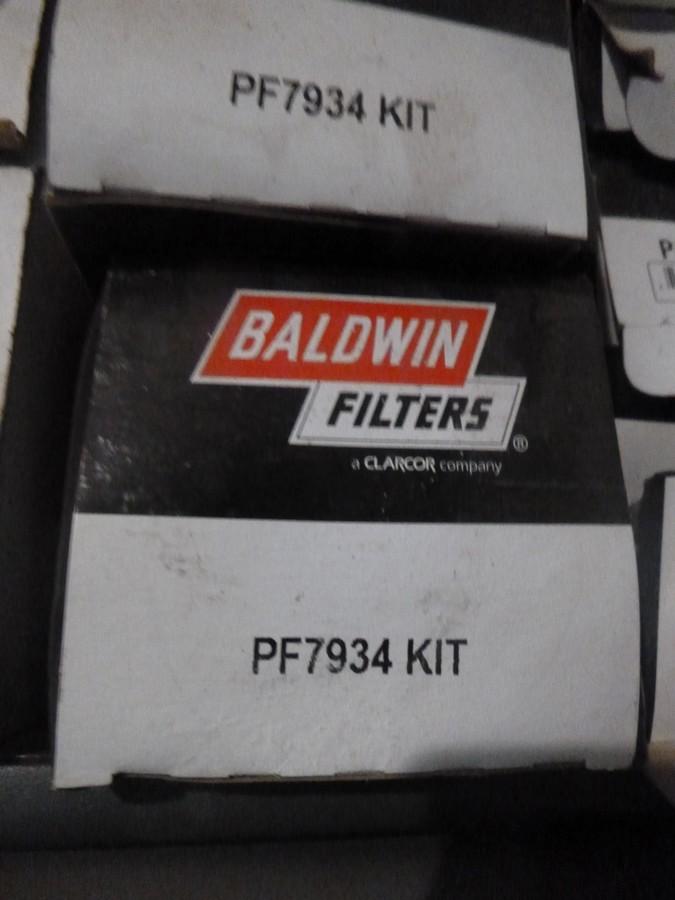 PF7934 KIT
BALDWIN
FILTERS®
a CLARCOR company
PF7934 KIT
P